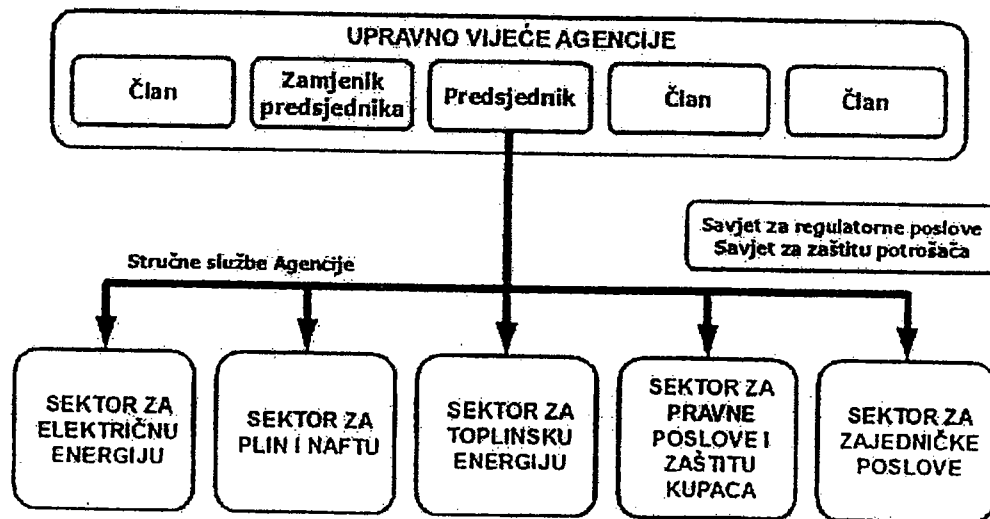 UPRAVNO VIJEĆE AGENCIJE
Član
Zamjenik
predsjednika
Predsjednik
Član
Član
Savjet za regulatorne poslove
Savjet za zaštitu potrošača
Stručne službe Agencije
SEKTOR ZA
ELEKTRIČNU
ENERGIJU
SEKTOR ZA
PLIN I NAFTU
SEKTOR ZA
TOPLINSKU
ENERGIJU
SEKTOR ZA
PRAVNE
POSLOVE I
ZAŠTITU
KUPACA
SEKTOR ZA
ZAJEDNIČKE
POSLOVE